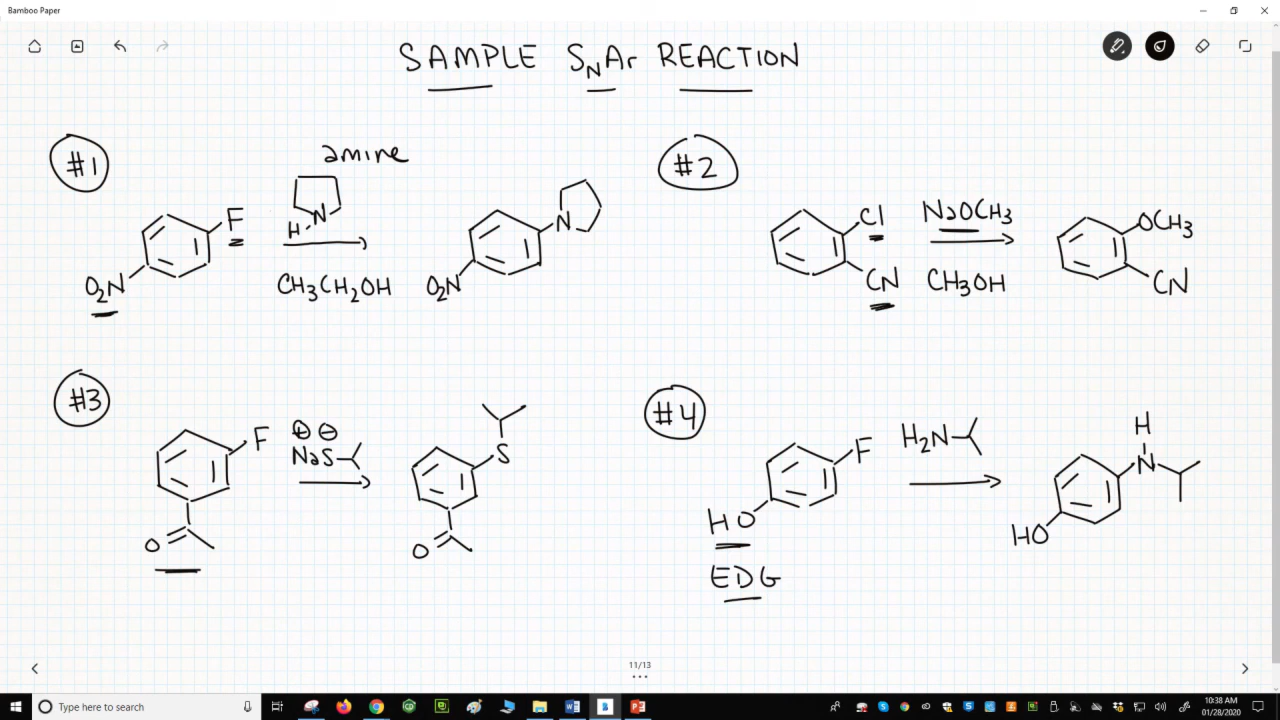 Bamboo Paper
SAMPLE SNAr REACTION
#1
amine
F
H-N
O2N
CH3CH2OH
N
O2N
#2
Cl
CN
NaOCH3
CH3OH
OCH3
CN
#3
F
O
⊕ ⊖
NaS
S
O
#4
F
HO
EDG
H2N
H
N
HO
11/13
Type here to search
10:38 AM
01/28/2020